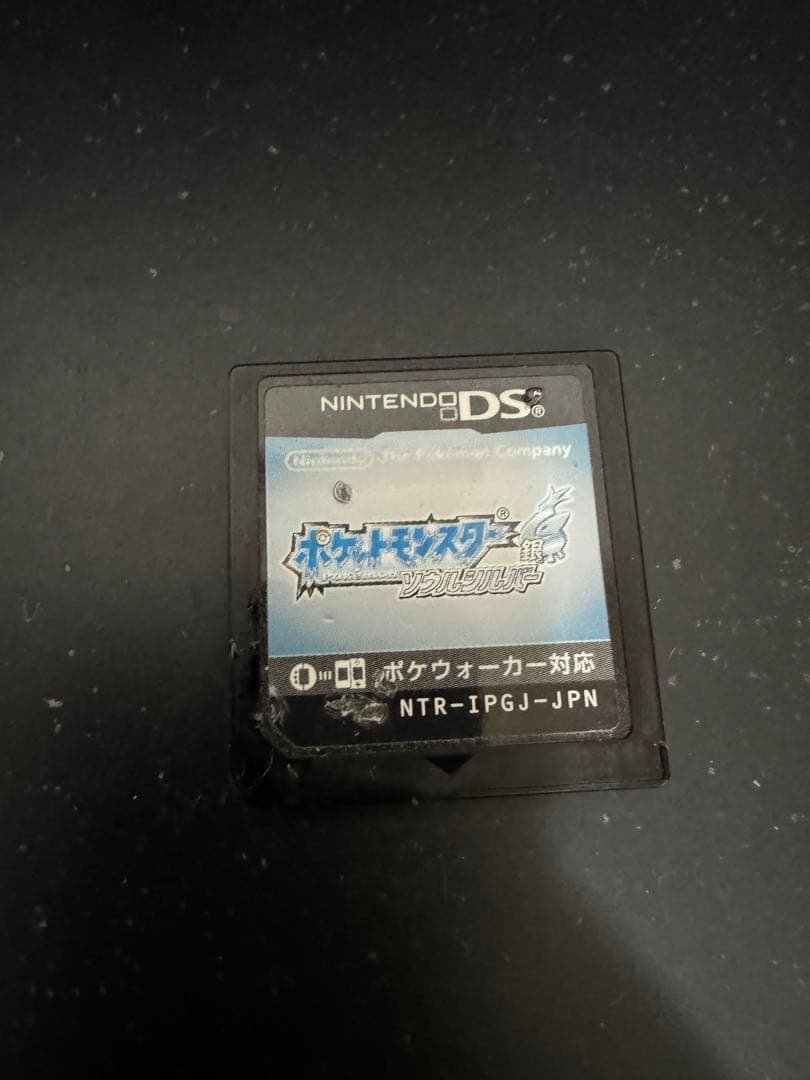 NINTENDO DS®
Nintendo The Pokémon Company
ポケットモンスター®
POKéMON
銀
ソウルシルバー
ポケウォーカー対応
NTR-IPGJ-JPN